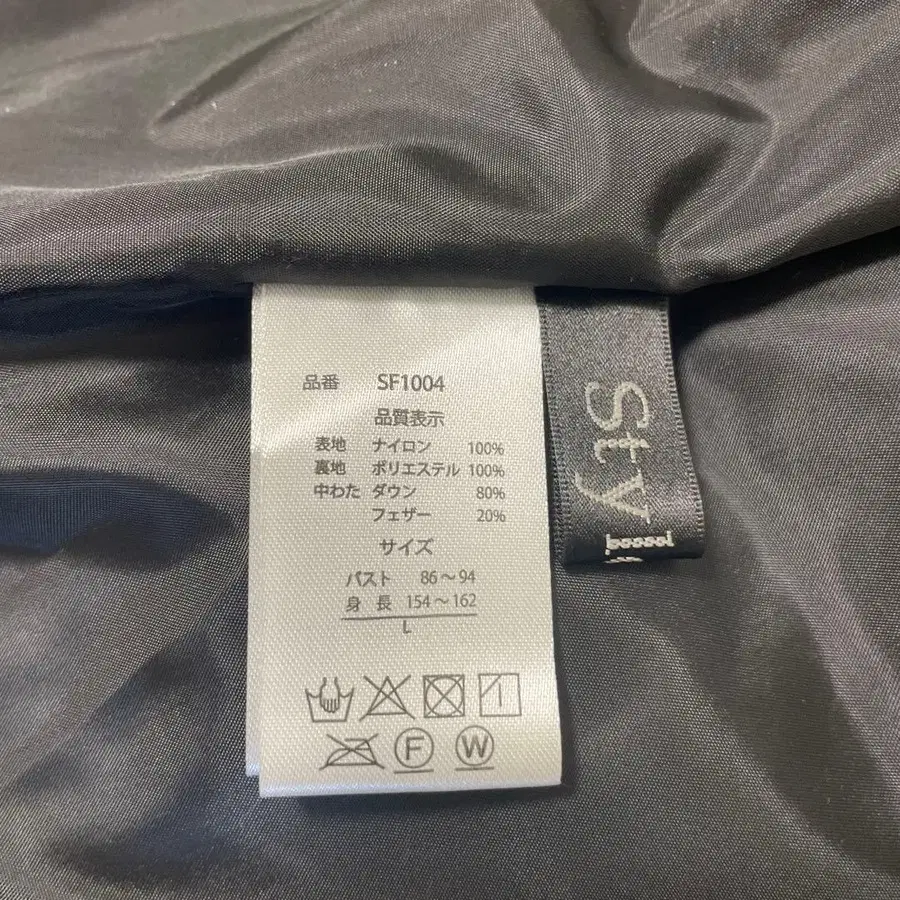 品番 SF1004
品質表示
表地 ナイロン 100%
裏地 ポリエステル 100%
中わた ダウン 80%
フェザー 20%
サイズ
バスト 86～94
身長 154～162
L
F W
Sty